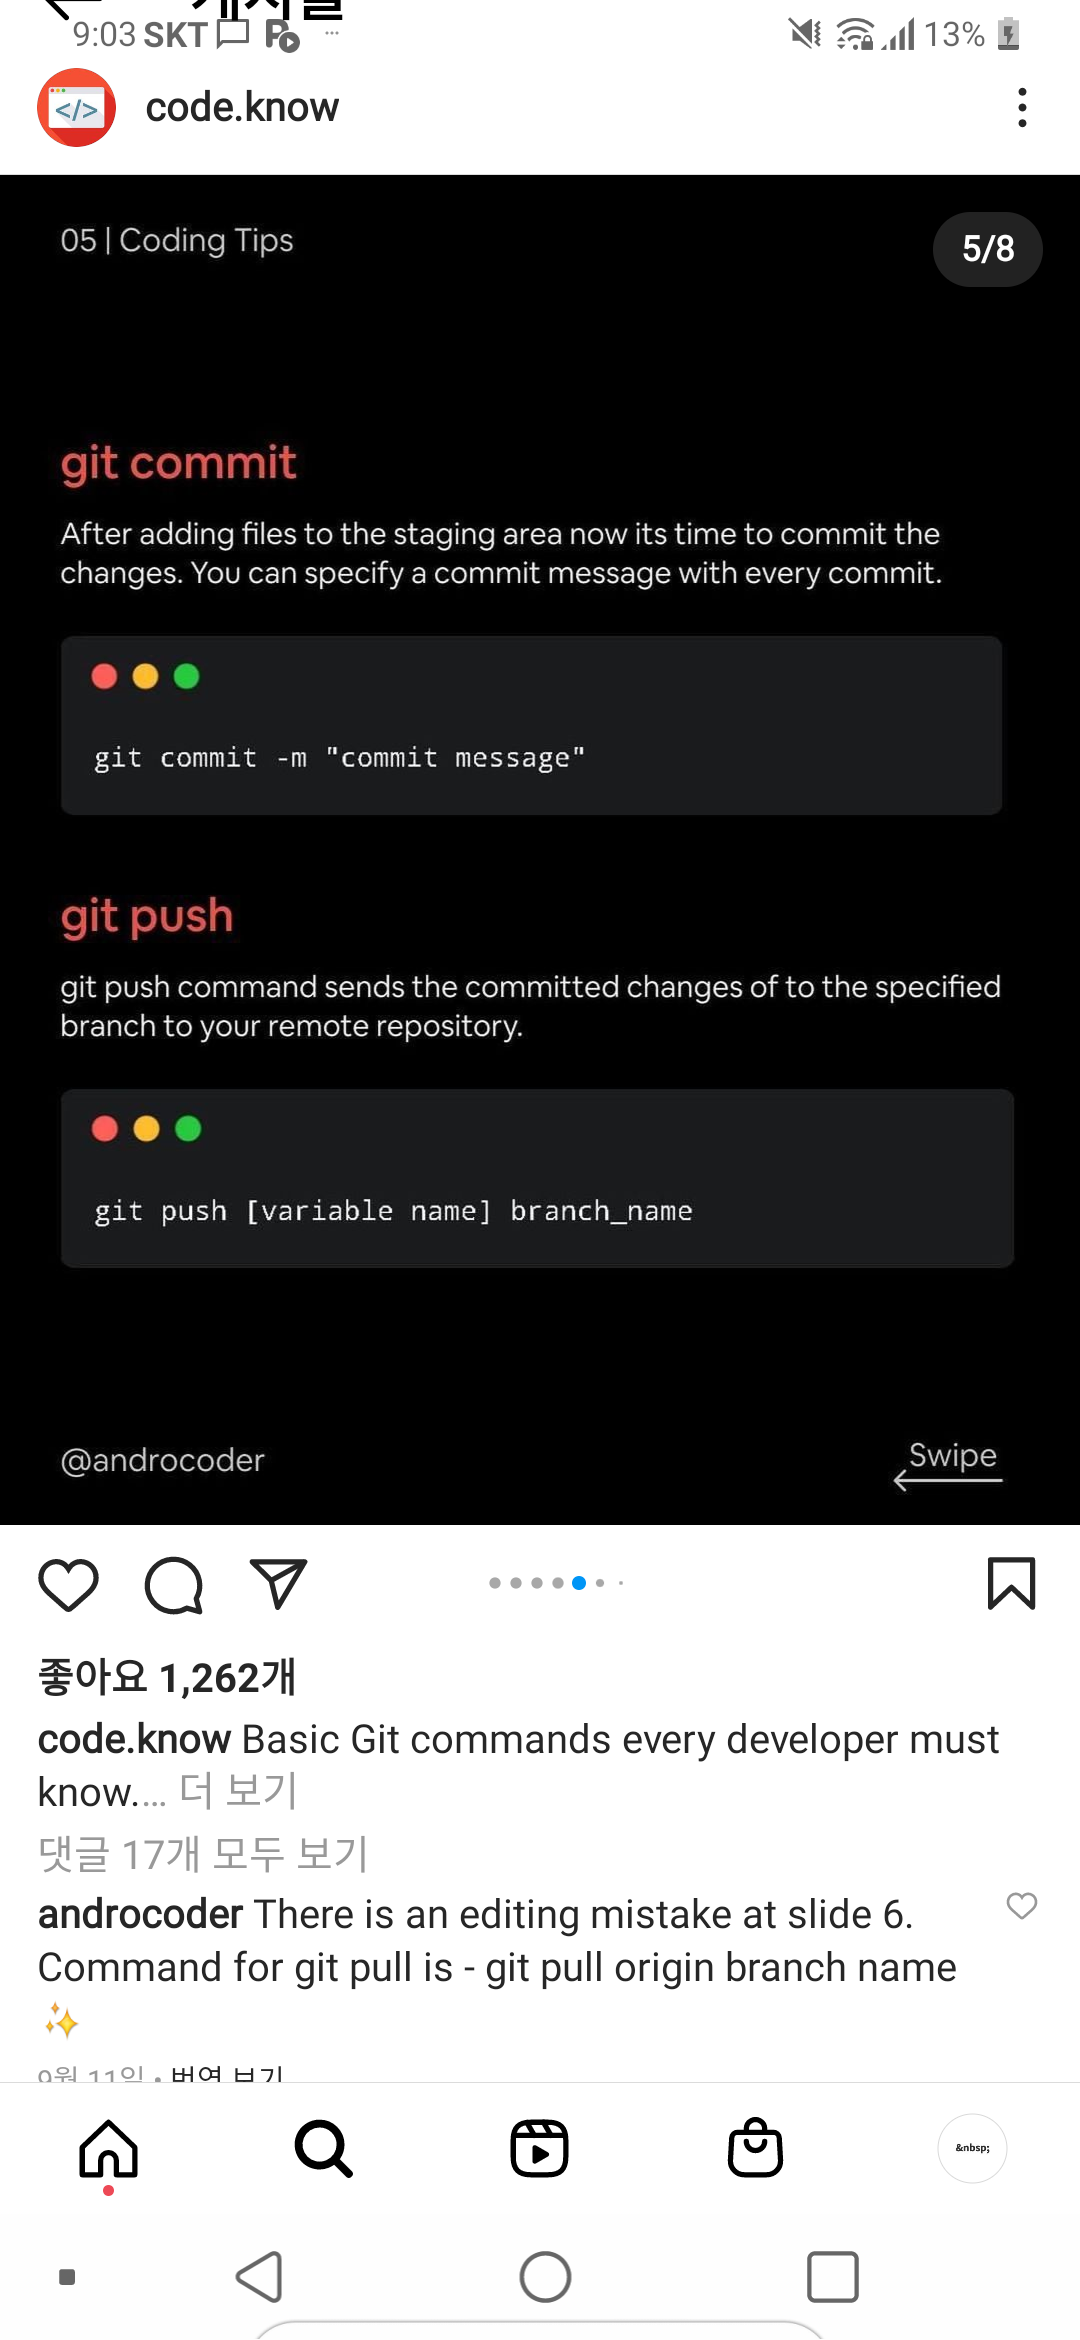 게시물
9:03 SKT
13%
code.know
05 | Coding Tips
5/8
git commit
After adding files to the staging area now its time to commit the
changes. You can specify a commit message with every commit.
git commit -m "commit message"
git push
git push command sends the committed changes of to the specified
branch to your remote repository.
git push [variable name] branch_name
@androcoder
Swipe
좋아요 1,262개
code.know Basic Git commands every developer must
know.... 더 보기
댓글 17개 모두 보기
androcoder There is an editing mistake at slide 6.
Command for git pull is - git pull origin branch name
✨
9월 11일 • 번역 보기
&nbsp;